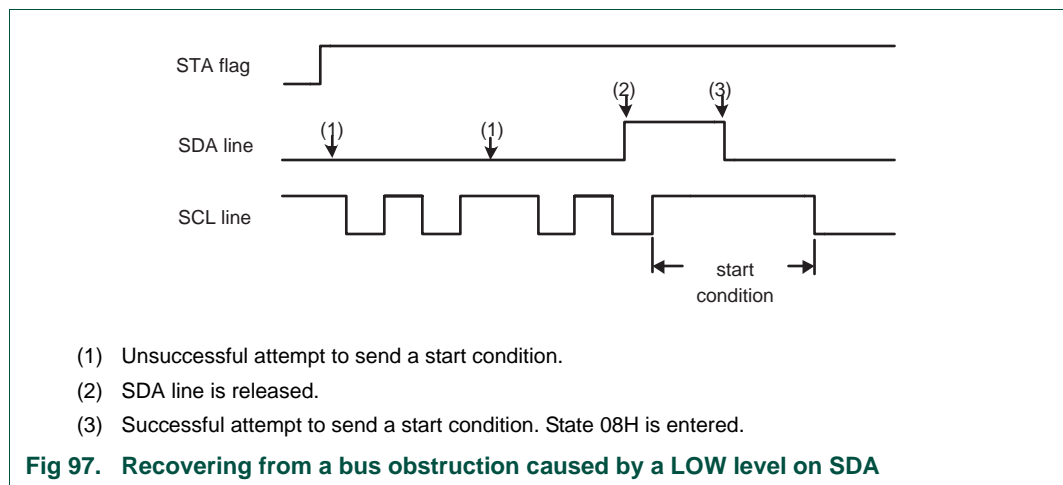 STA flag
(2) (3)
(1) (1)
SDA line
SCL line
start
condition
(1) Unsuccessful attempt to send a start condition.
(2) SDA line is released.
(3) Successful attempt to send a start condition. State 08H is entered.
Fig 97. Recovering from a bus obstruction caused by a LOW level on SDA